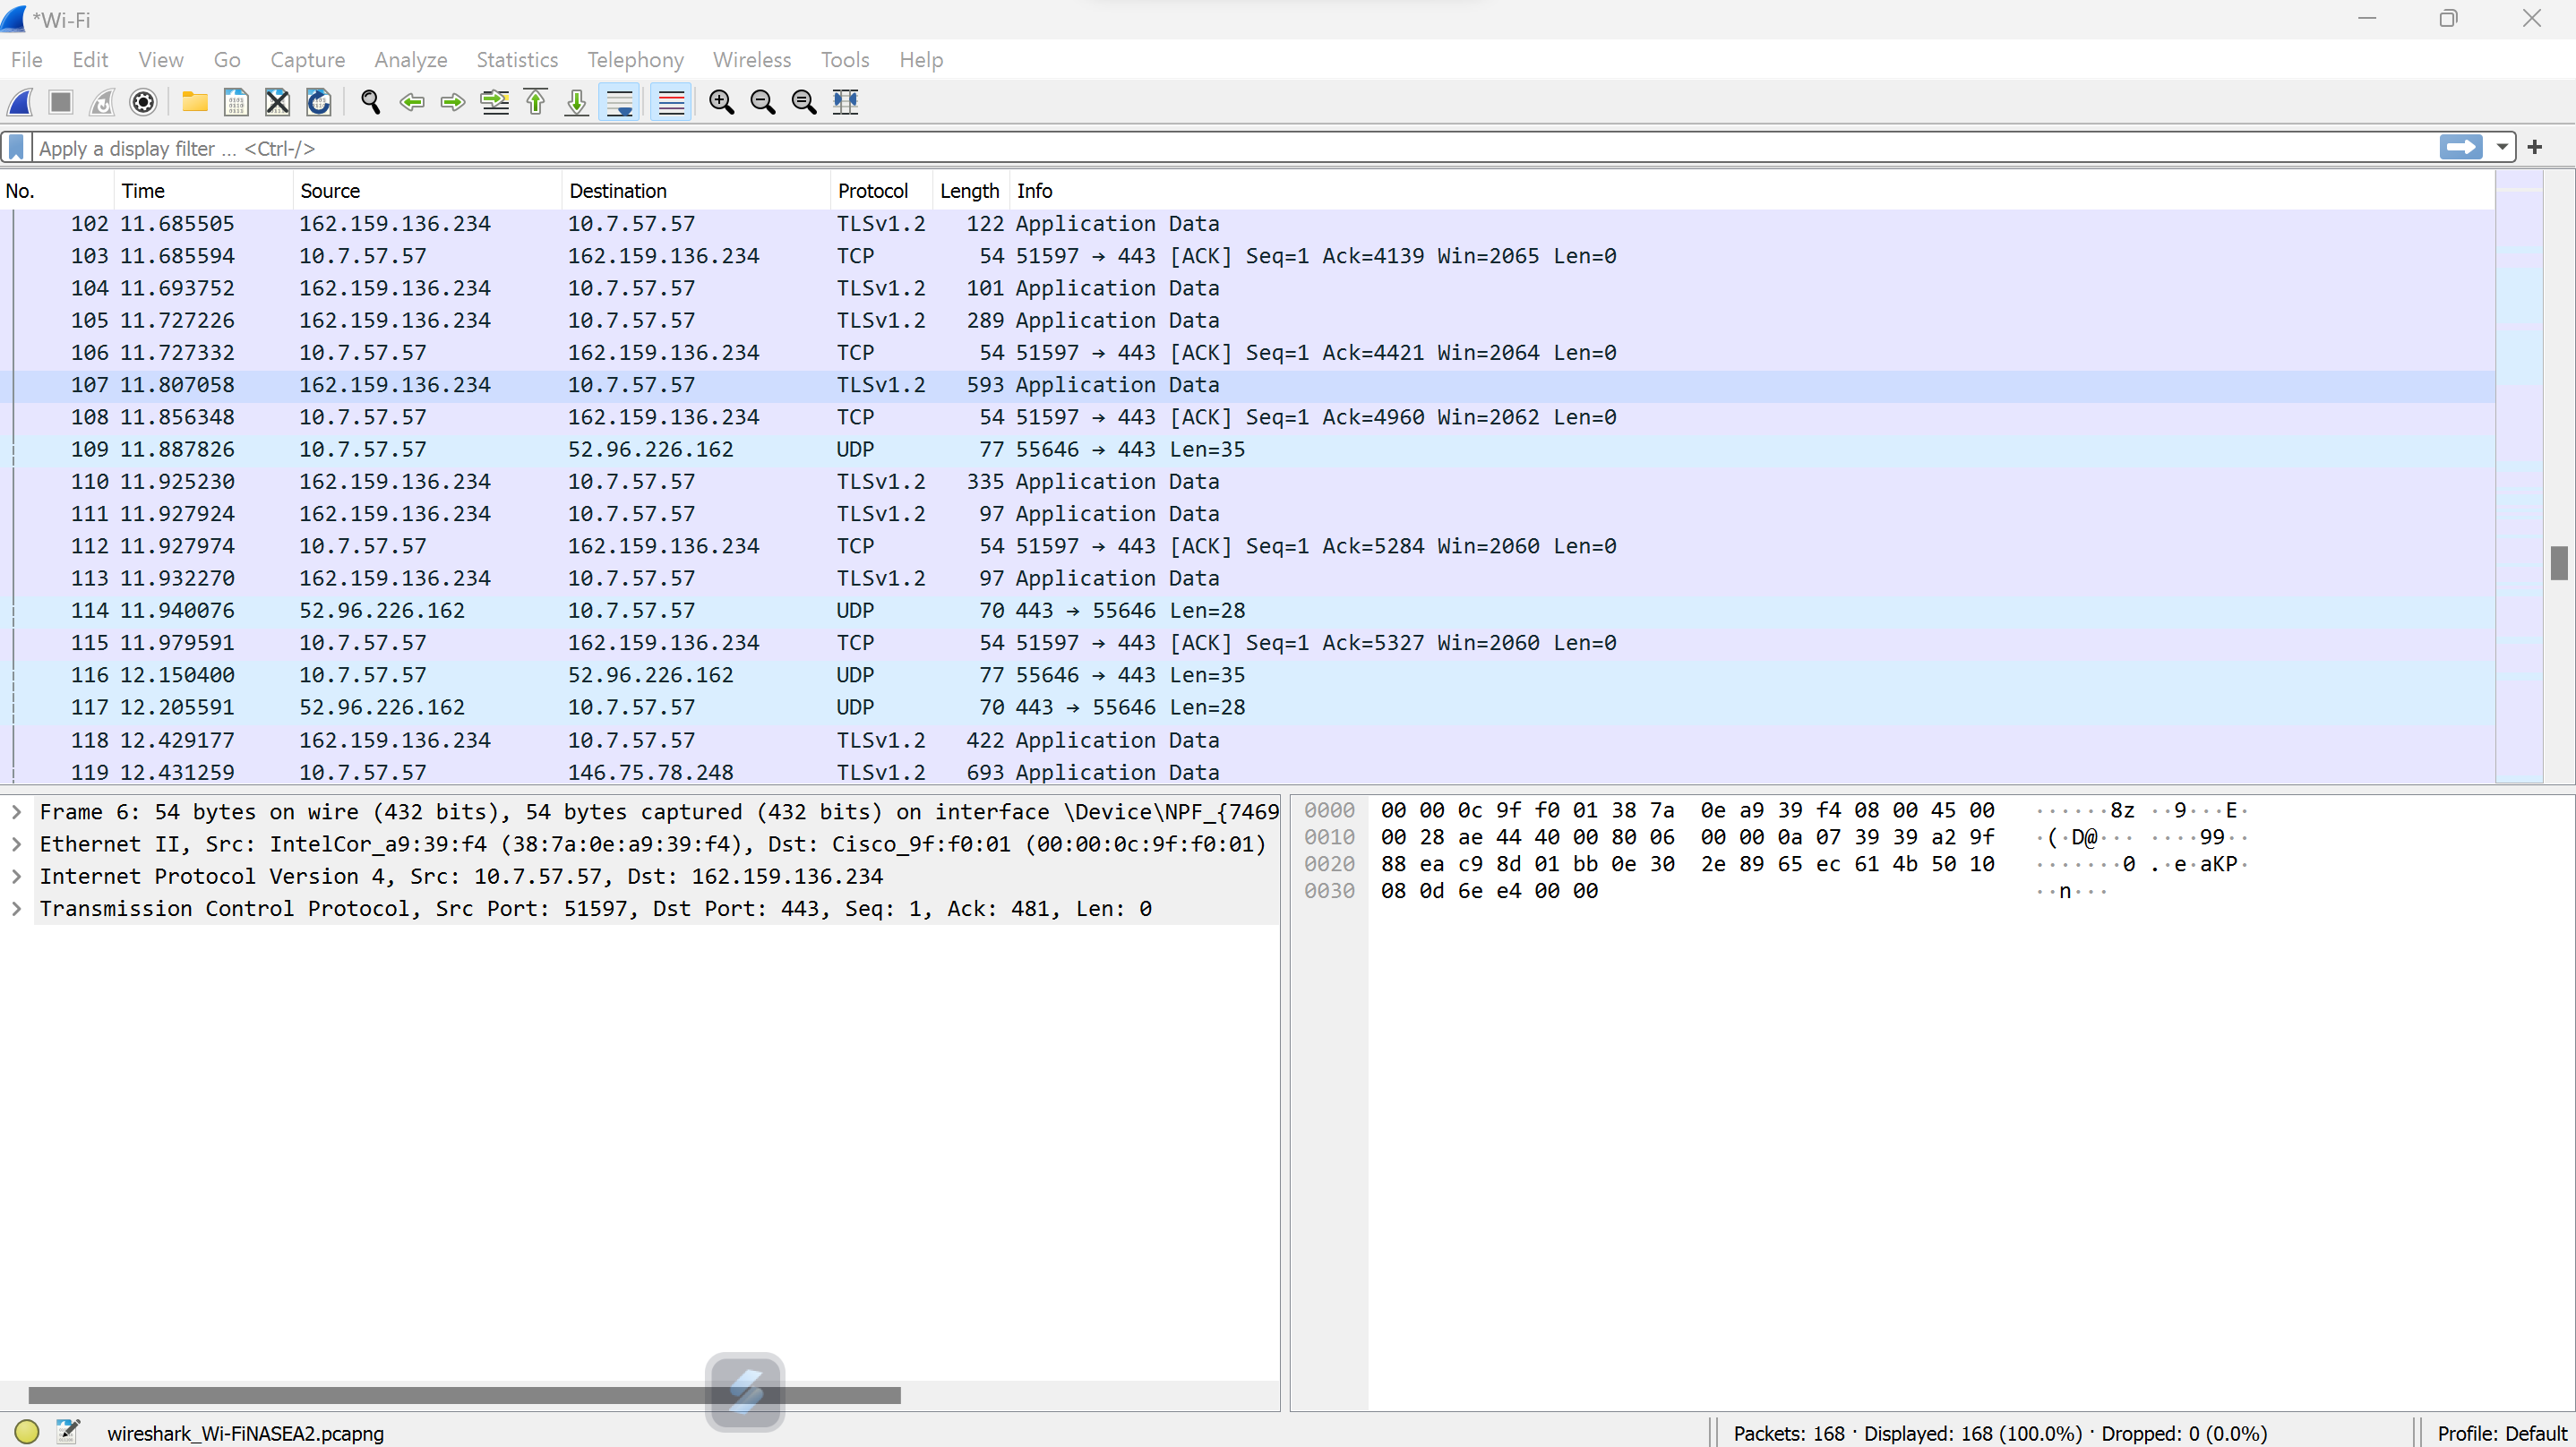 *Wi-Fi
File Edit View Go Capture Analyze Statistics Telephony Wireless Tools Help
Apply a display filter ... <Ctrl-/>
No. Time Source Destination Protocol Length Info
102 11.685505 162.159.136.234 10.7.57.57 TLSv1.2 122 Application Data
103 11.685594 10.7.57.57 162.159.136.234 TCP 54 51597 → 443 [ACK] Seq=1 Ack=4139 Win=2065 Len=0
104 11.693752 162.159.136.234 10.7.57.57 TLSv1.2 101 Application Data
105 11.727226 162.159.136.234 10.7.57.57 TLSv1.2 289 Application Data
106 11.727332 10.7.57.57 162.159.136.234 TCP 54 51597 → 443 [ACK] Seq=1 Ack=4421 Win=2064 Len=0
107 11.807058 162.159.136.234 10.7.57.57 TLSv1.2 593 Application Data
108 11.856348 10.7.57.57 162.159.136.234 TCP 54 51597 → 443 [ACK] Seq=1 Ack=4960 Win=2062 Len=0
109 11.887826 10.7.57.57 52.96.226.162 UDP 77 55646 → 443 Len=35
110 11.925230 162.159.136.234 10.7.57.57 TLSv1.2 335 Application Data
111 11.927924 162.159.136.234 10.7.57.57 TLSv1.2 97 Application Data
112 11.927974 10.7.57.57 162.159.136.234 TCP 54 51597 → 443 [ACK] Seq=1 Ack=5284 Win=2060 Len=0
113 11.932270 162.159.136.234 10.7.57.57 TLSv1.2 97 Application Data
114 11.940076 52.96.226.162 10.7.57.57 UDP 70 443 → 55646 Len=28
115 11.979591 10.7.57.57 162.159.136.234 TCP 54 51597 → 443 [ACK] Seq=1 Ack=5327 Win=2060 Len=0
116 12.150400 10.7.57.57 52.96.226.162 UDP 77 55646 → 443 Len=35
117 12.205591 52.96.226.162 10.7.57.57 UDP 70 443 → 55646 Len=28
118 12.429177 162.159.136.234 10.7.57.57 TLSv1.2 422 Application Data
119 12.431259 10.7.57.57 146.75.78.248 TLSv1.2 693 Application Data
Frame 6: 54 bytes on wire (432 bits), 54 bytes captured (432 bits) on interface \Device\NPF_{7469
Ethernet II, Src: IntelCor_a9:39:f4 (38:7a:0e:a9:39:f4), Dst: Cisco_9f:f0:01 (00:00:0c:9f:f0:01)
Internet Protocol Version 4, Src: 10.7.57.57, Dst: 162.159.136.234
Transmission Control Protocol, Src Port: 51597, Dst Port: 443, Seq: 1, Ack: 481, Len: 0
0000 00 00 0c 9f f0 01 38 7a 0e a9 39 f4 08 00 45 00 ······8z ··9···E·
0010 00 28 ae 44 40 00 80 06 00 00 0a 07 39 39 a2 9f ·(·D@··· ····99··
0020 88 ea c9 8d 01 bb 0e 30 2e 89 65 ec 61 4b 50 10 ·······0 .·e·aKP·
0030 08 0d 6e e4 00 00 ··n···
wireshark_Wi-FiNASEA2.pcapng
Packets: 168 · Displayed: 168 (100.0%) · Dropped: 0 (0.0%)
Profile: Default